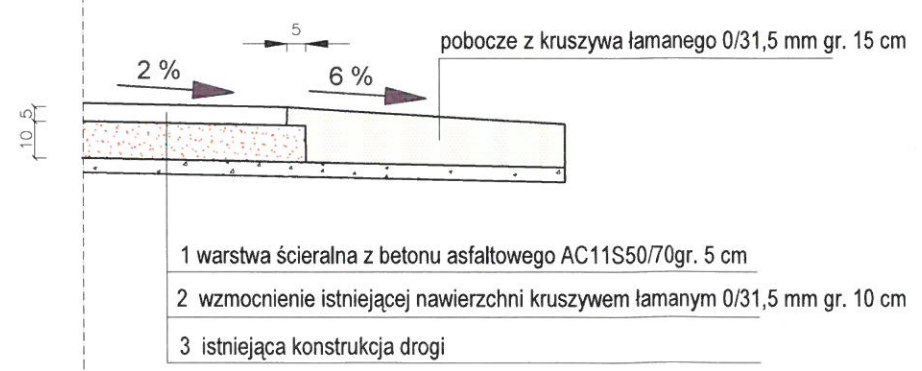 5
pobocze z kruszywa łamanego 0/31,5 mm gr. 15 cm
2 %
6 %
5
10
1 warstwa ścieralna z betonu asfaltowego AC11S50/70gr. 5 cm
2 wzmocnienie istniejącej nawierzchni kruszywem łamanym 0/31,5 mm gr. 10 cm
3 istniejąca konstrukcja drogi